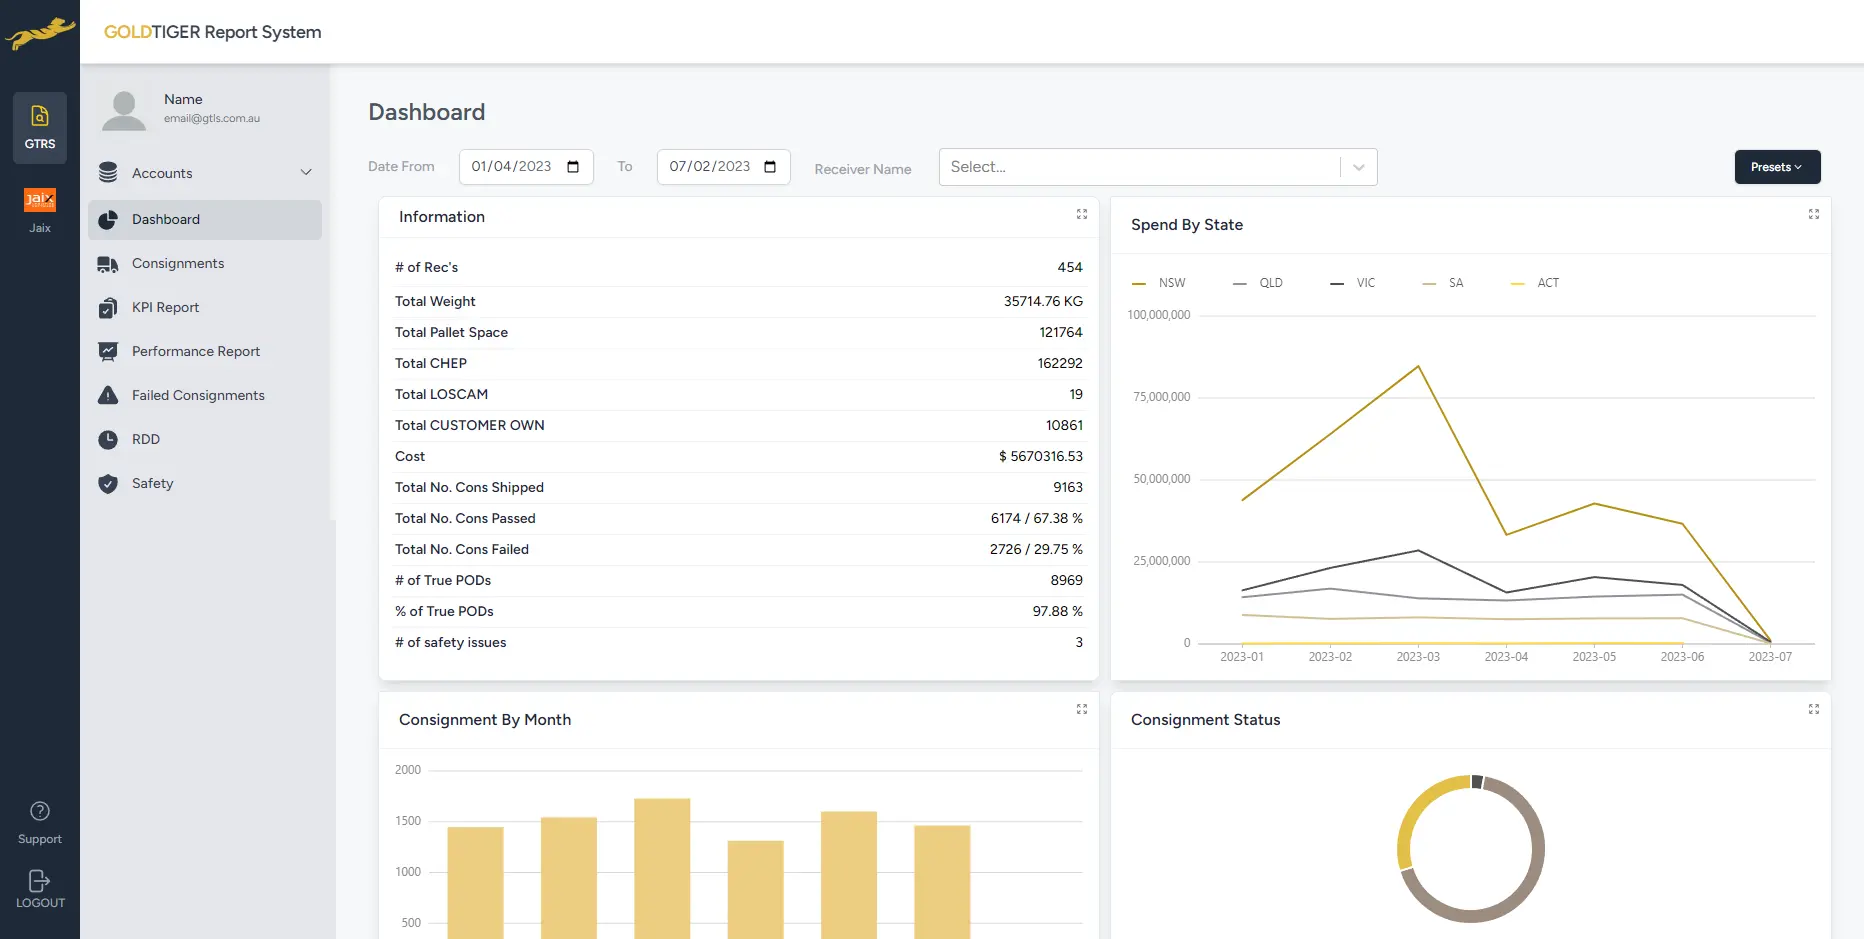 GOLDTIGER Report System
GTRS
Jaix
Jaix
Support
LOGOUT
Name
email@gtls.com.au
Accounts
Dashboard
Consignments
KPI Report
Performance Report
Failed Consignments
RDD
Safety
Dashboard
Date From 01/04/2023 To 07/02/2023 Receiver Name Select... Presets
Information
# of Rec's 454
Total Weight 35714.76 KG
Total Pallet Space 121764
Total CHEP 162292
Total LOSCAM 19
Total CUSTOMER OWN 10861
Cost $ 5670316.53
Total No. Cons Shipped 9163
Total No. Cons Passed 6174 / 67.38 %
Total No. Cons Failed 2726 / 29.75 %
# of True PODs 8969
% of True PODs 97.88 %
# of safety issues 3
Spend By State
NSW QLD VIC SA ACT
100,000,000
75,000,000
50,000,000
25,000,000
0
2023-01 2023-02 2023-03 2023-04 2023-05 2023-06 2023-07
Consignment By Month
2000
1500
1000
500
Consignment Status